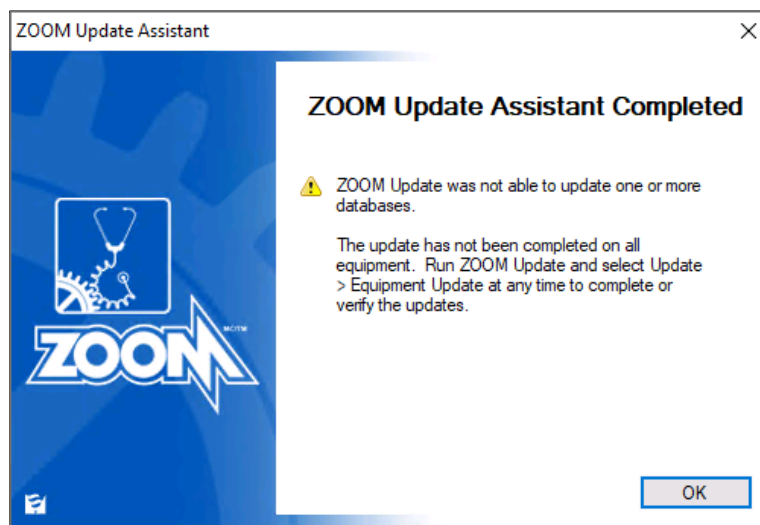 ZOOM Update Assistant
ZOOM Update Assistant Completed
ZOOM Update was not able to update one or more
databases.
The update has not been completed on all
equipment.  Run ZOOM Update and select Update
> Equipment Update at any time to complete or
verify the updates.
MC/TM
ZOOM
OK